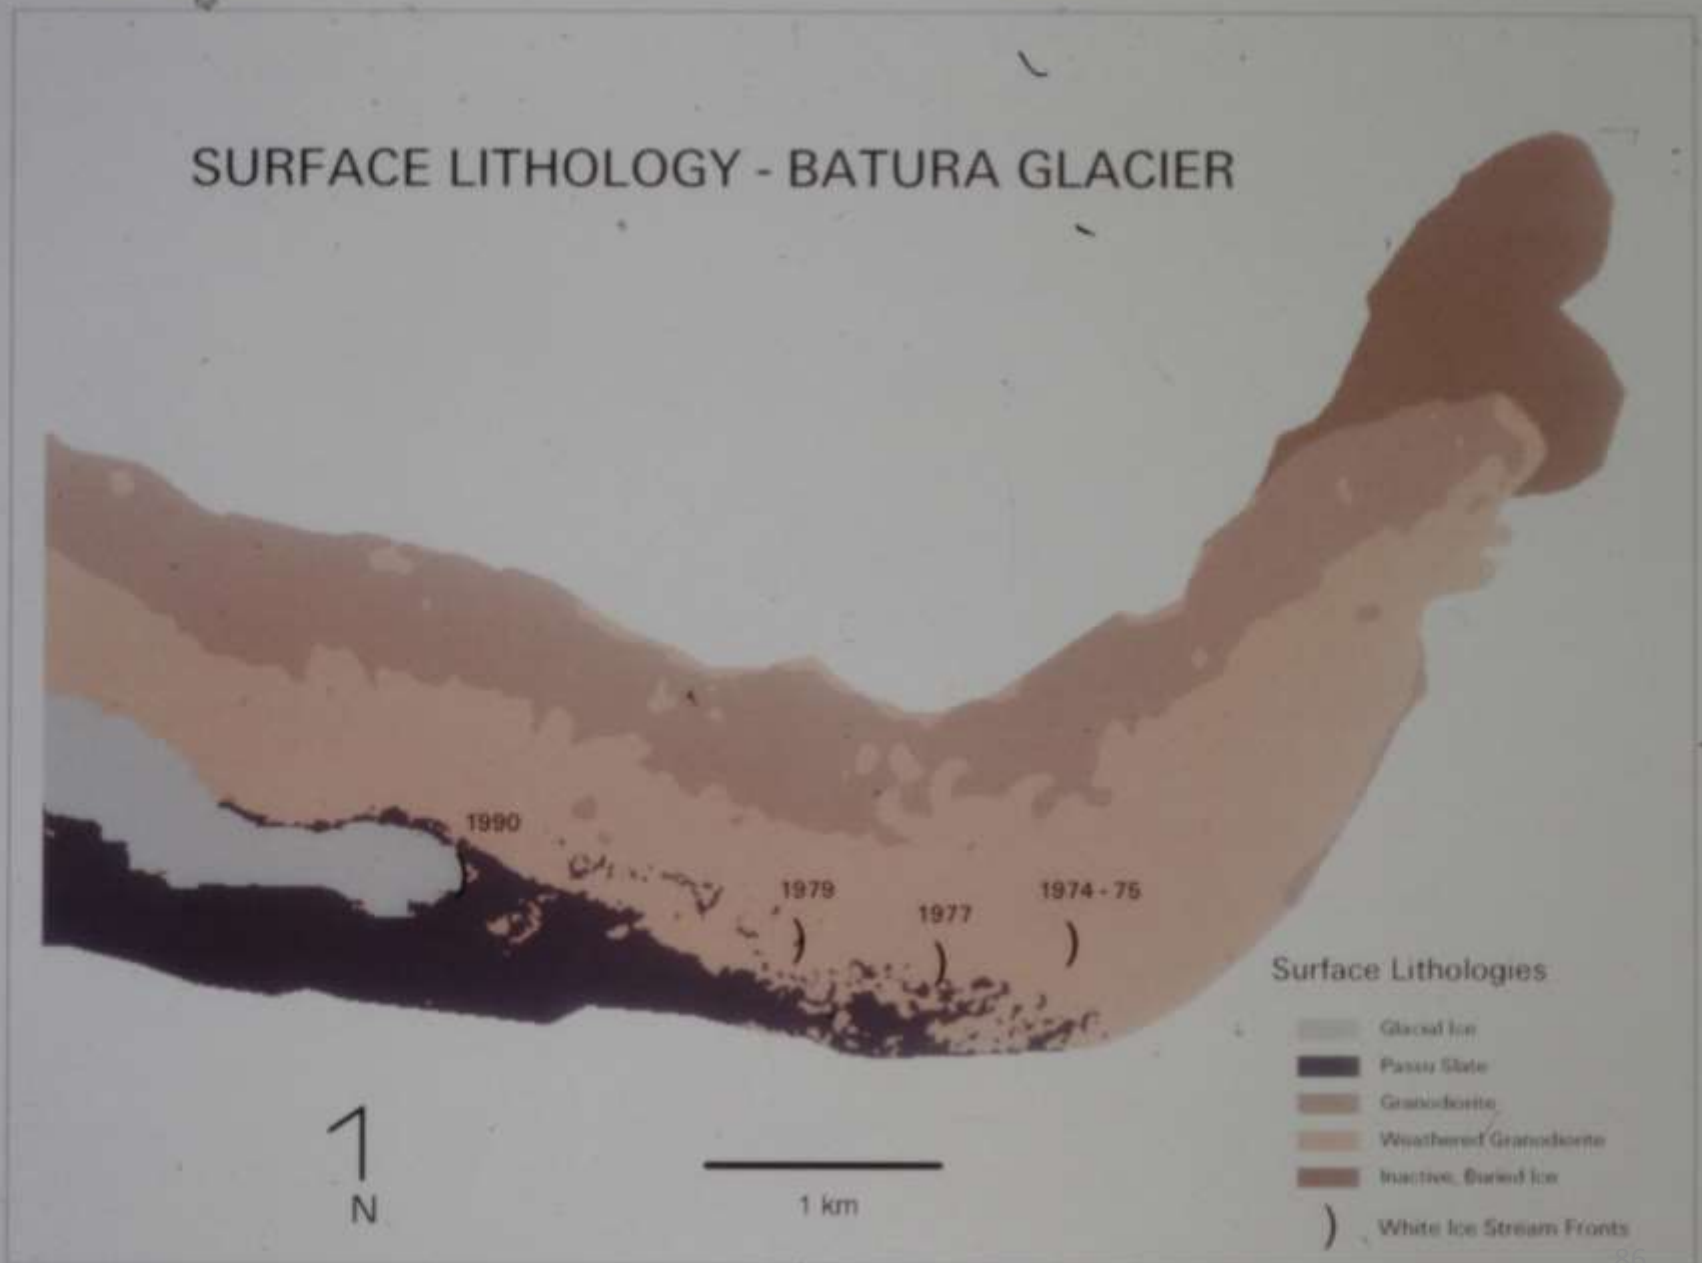 SURFACE LITHOLOGY - BATURA GLACIER
1990
1979
1977
1974 - 75
N
1 km
Surface Lithologies
Glacial Ice
Passu Slate
Granodiorite
Weathered Granodiorite
Inactive, Buried Ice
) White Ice Stream Fronts
86